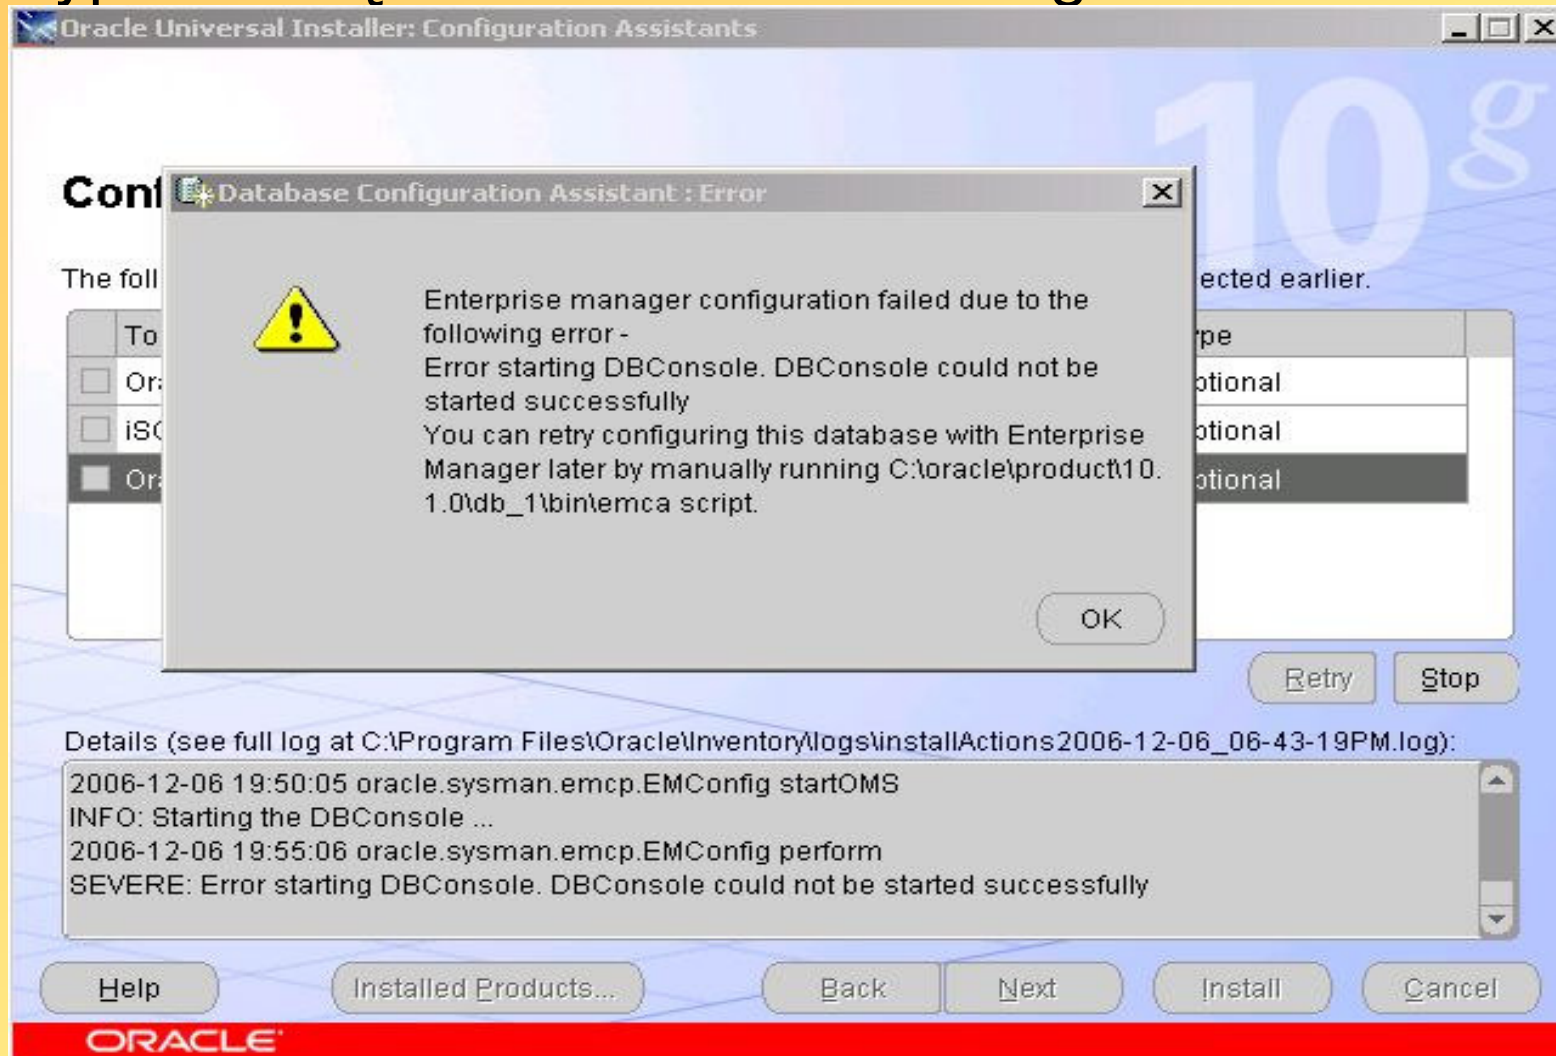 Oracle Universal Installer: Configuration Assistants
10g
Conf
Database Configuration Assistant : Error
The foll
ected earlier.
Enterprise manager configuration failed due to the
following error -
Error starting DBConsole. DBConsole could not be
started successfully
You can retry configuring this database with Enterprise
Manager later by manually running C:\oracle\product\10.
1.0\db_1\bin\emca script.
OK
To
Ora
iSQ
Ora
ype
ptional
ptional
ptional
Retry
Stop
Details (see full log at C:\Program Files\Oracle\Inventory\logs\installActions2006-12-06_06-43-19PM.log):
2006-12-06 19:50:05 oracle.sysman.emcp.EMConfig startOMS
INFO: Starting the DBConsole ...
2006-12-06 19:55:06 oracle.sysman.emcp.EMConfig perform
SEVERE: Error starting DBConsole. DBConsole could not be started successfully
Help
Installed Products...
Back
Next
Install
Cancel
ORACLE